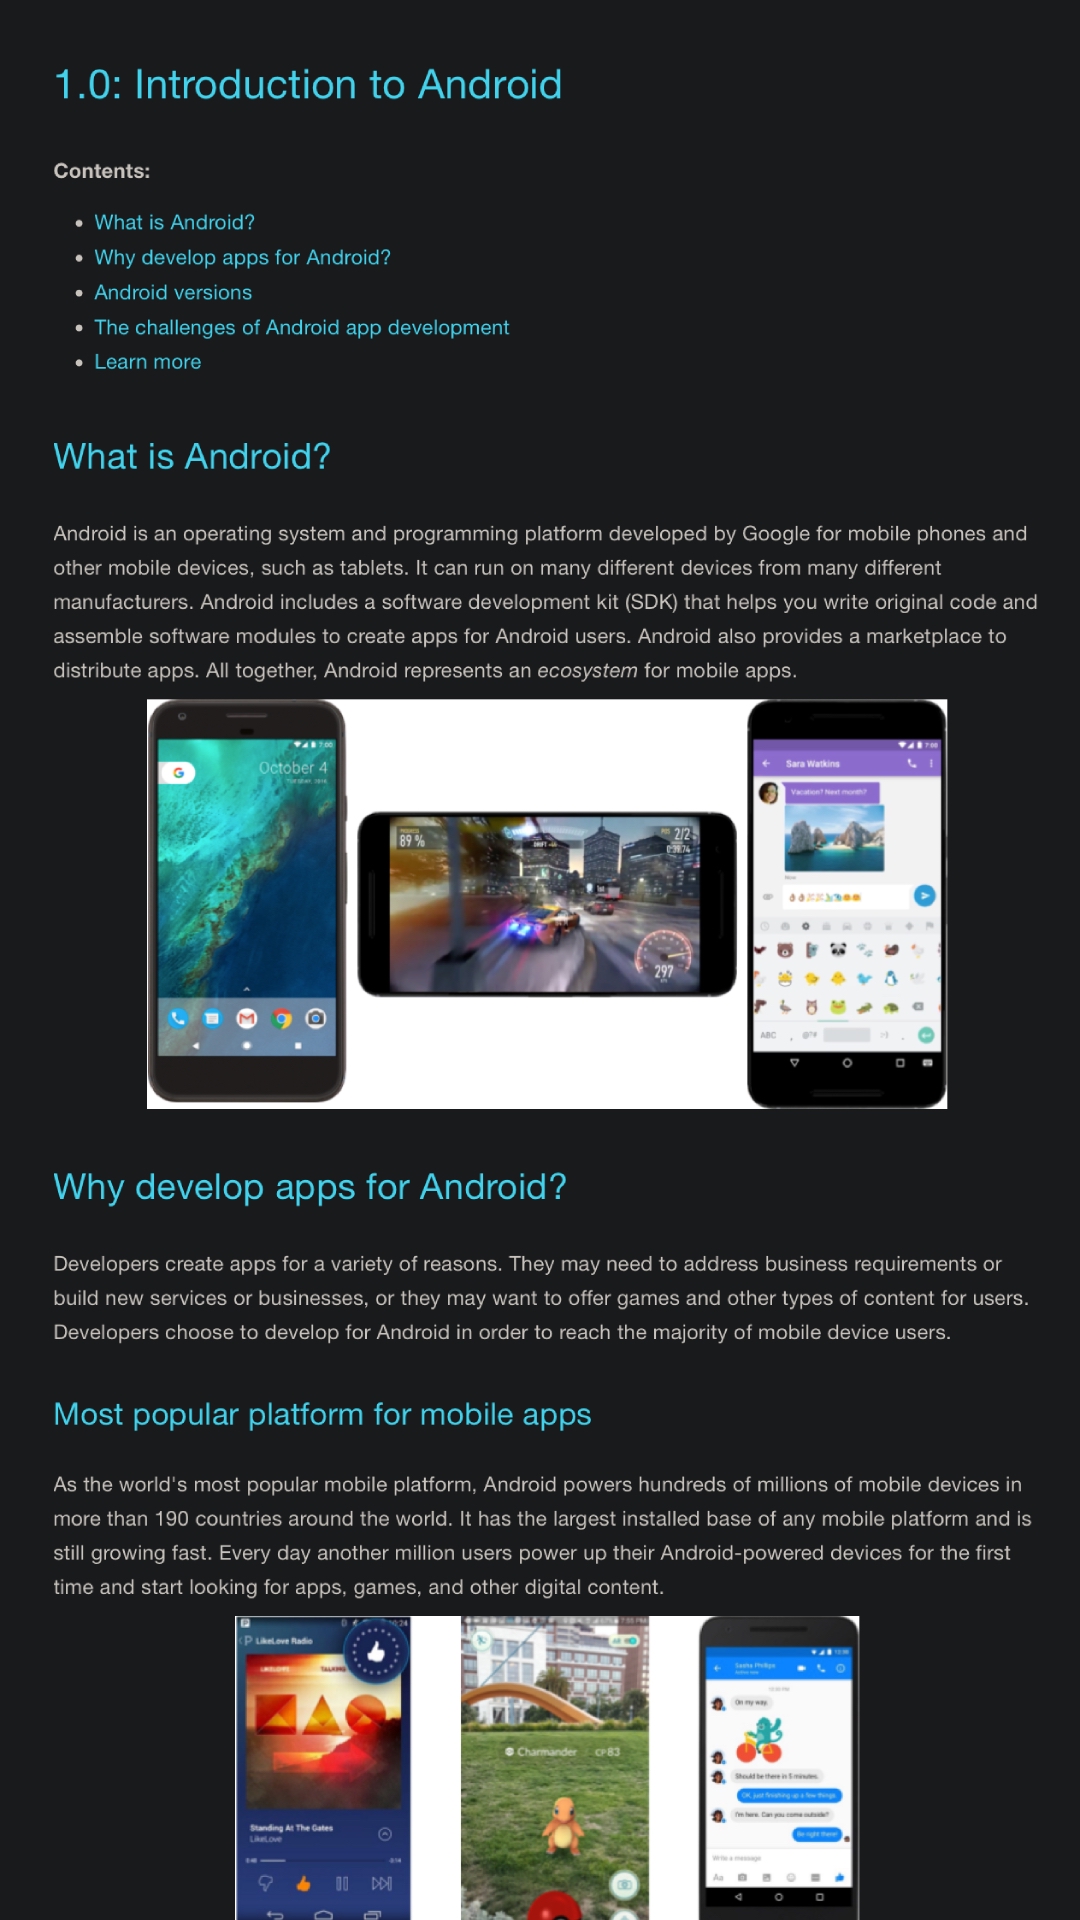 1.0: Introduction to Android
Contents:
What is Android?
Why develop apps for Android?
Android versions
The challenges of Android app development
Learn more
What is Android?
Android is an operating system and programming platform developed by Google for mobile phones and
other mobile devices, such as tablets. It can run on many different devices from many different
manufacturers. Android includes a software development kit (SDK) that helps you write original code and
assemble software modules to create apps for Android users. Android also provides a marketplace to
distribute apps. All together, Android represents an ecosystem for mobile apps.
7:00
October 4
89 %
2/2
297
7:00
Sara Watkins
Vacation? Next month?
Now
ABC
Why develop apps for Android?
Developers create apps for a variety of reasons. They may need to address business requirements or
build new services or businesses, or they may want to offer games and other types of content for users.
Developers choose to develop for Android in order to reach the majority of mobile device users.
Most popular platform for mobile apps
As the world's most popular mobile platform, Android powers hundreds of millions of mobile devices in
more than 190 countries around the world. It has the largest installed base of any mobile platform and is
still growing fast. Every day another million users power up their Android-powered devices for the first
time and start looking for apps, games, and other digital content.
LikeLove Radio
Standing At The Gates
LikeLove
Charmander CP83
Sasha Phillips
On my way.
Should be there in 5 minutes.
OK, just finishing up a few things.
I'm here. Can you come outside?
Be right there!
Write a message
Aa